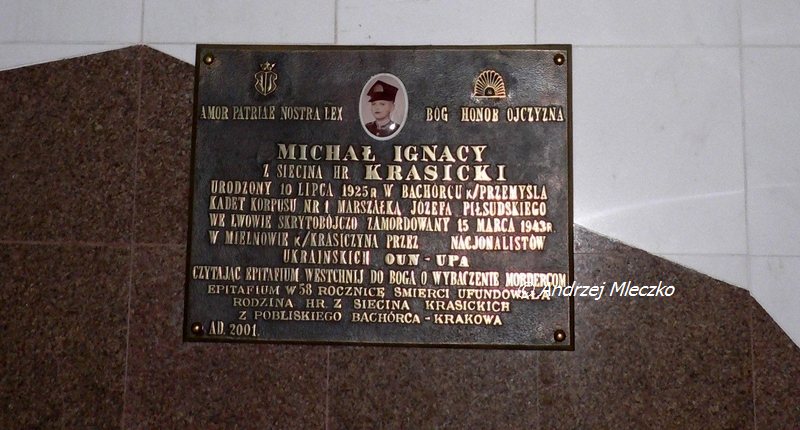 AMOR PATRIAE NOSTRA LEX
BÓG HONOR OJCZYZNA
MICHAŁ IGNACY
Z SIECINA HR KRASICKI
URODZONY 10 LIPCA 1925R W BACHÓRCU K/PRZEMYŚLA
KADET KORPUSU NR 1 MARSZAŁKA JÓZEFA PIŁSUDSKIEGO
WE LWOWIE SKRYTOBÓJCZO ZAMORDOWANY 15 MARCA 1943R.
W MIELNOWIE K/KRASICZYNA PRZEZ NACJONALISTÓW
UKRAIŃSKICH OUN-UPA
CZYTAJĄC EPITAFIUM WESTCHNIJ DO BOGA O WYBACZENIE MORDERCOM
EPITAFIUM W 58 ROCZNICĘ ŚMIERCI UFUNDOWAŁA
RODZINA HR. Z SIECINA KRASICKICH
Z POBLISKIEGO BACHÓRCA-KRAKOWA
AD. 2001.
(C) Andrzej Mleczko